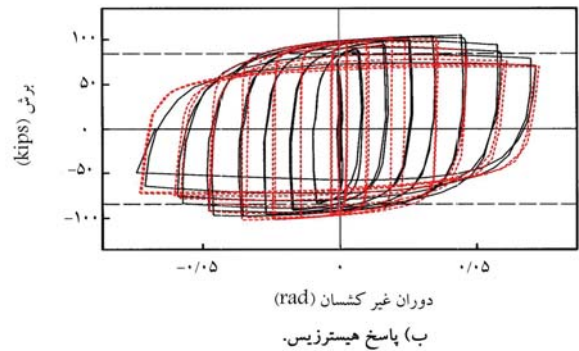 ۱۰۰
۵۰
۰
-۵۰
-۱۰۰
برش (kips)
-۰/۰۵
۰
۰/۰۵
دوران غیر کشسان (rad)
ب) پاسخ هیسترزیس.